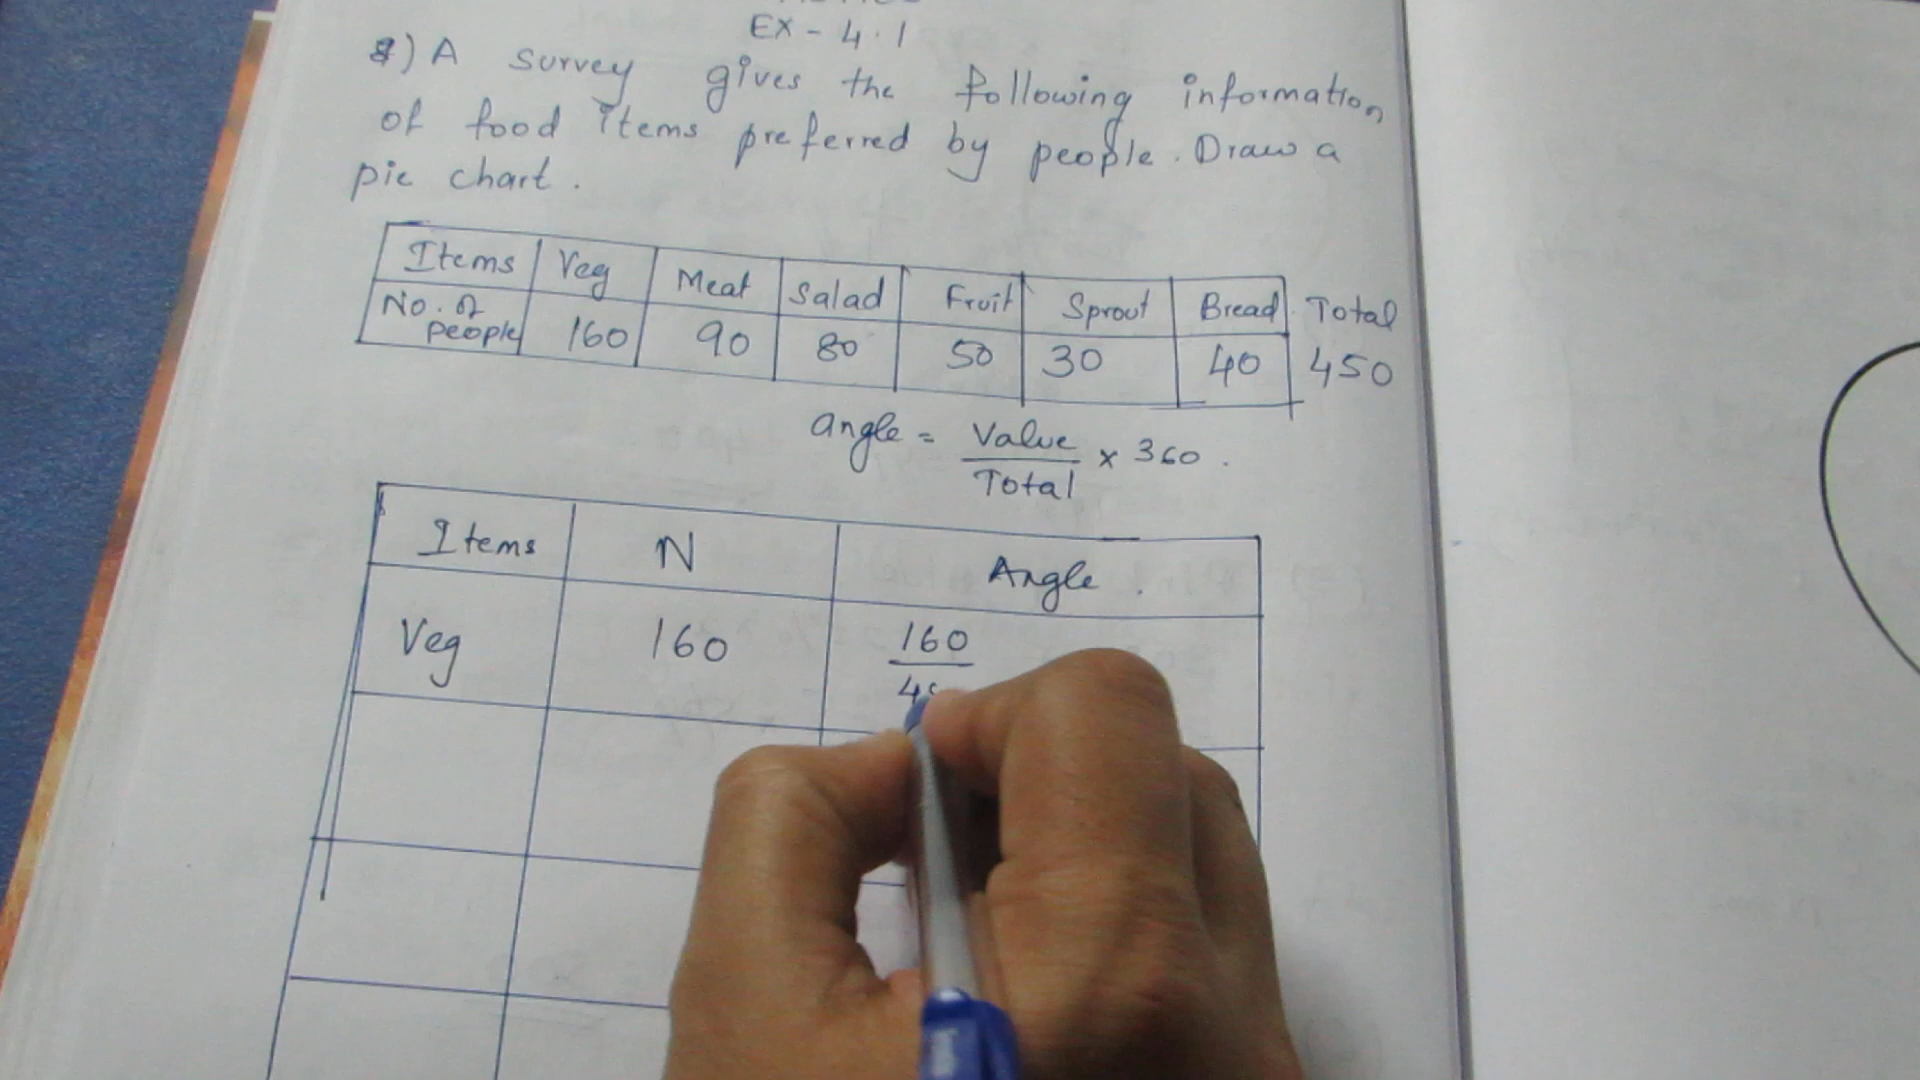 EX - 4.1
8) A survey gives the following information
of food items preferred by people. Draw a
pie chart.
Items Veg Meat Salad Fruit Sprout Bread Total
No. of people 160 90 80 50 30 40 450
angle = Value / Total × 360.
Items N Angle.
Veg 160 160